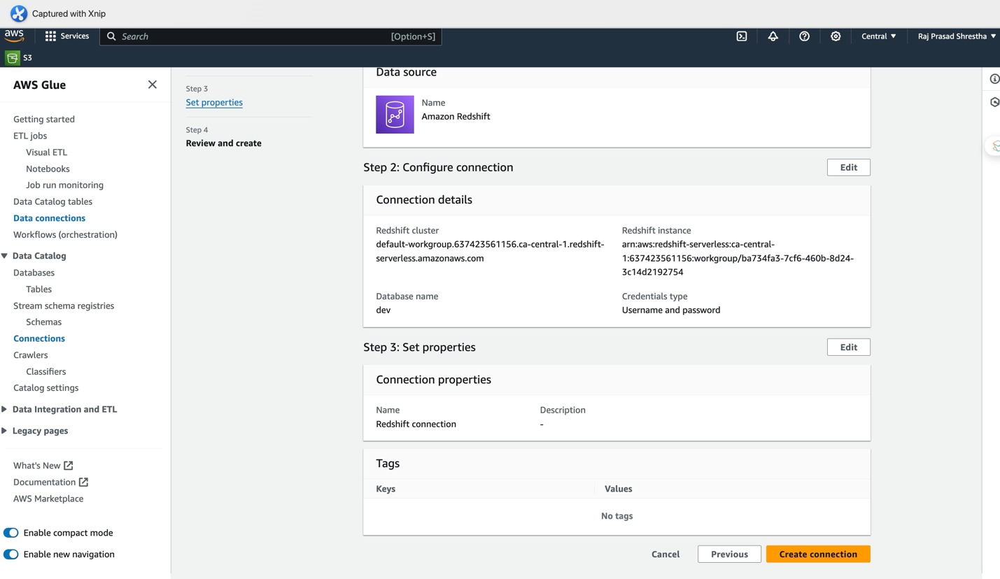 Captured with Xnip
aws
Services
Search
[Option+S]
Central ▼
Raj Prasad Shrestha ▼
S3
AWS Glue
Getting started
ETL jobs
Visual ETL
Notebooks
Job run monitoring
Data Catalog tables
Data connections
Workflows (orchestration)
Data Catalog
Databases
Tables
Stream schema registries
Schemas
Connections
Crawlers
Classifiers
Catalog settings
Data Integration and ETL
Legacy pages
What's New
Documentation
AWS Marketplace
Enable compact mode
Enable new navigation
Step 3
Set properties
Step 4
Review and create
Data source
Name
Amazon Redshift
Step 2: Configure connection
Edit
Connection details
Redshift cluster
default-workgroup.637423561156.ca-central-1.redshift-
serverless.amazonaws.com
Redshift instance
arn:aws:redshift-serverless:ca-central-
1:637423561156:workgroup/ba734fa3-7cf6-460b-8d24-
3c14d2192754
Database name
dev
Credentials type
Username and password
Step 3: Set properties
Edit
Connection properties
Name
Redshift connection
Description
-
Tags
Keys
Values
No tags
Cancel
Previous
Create connection